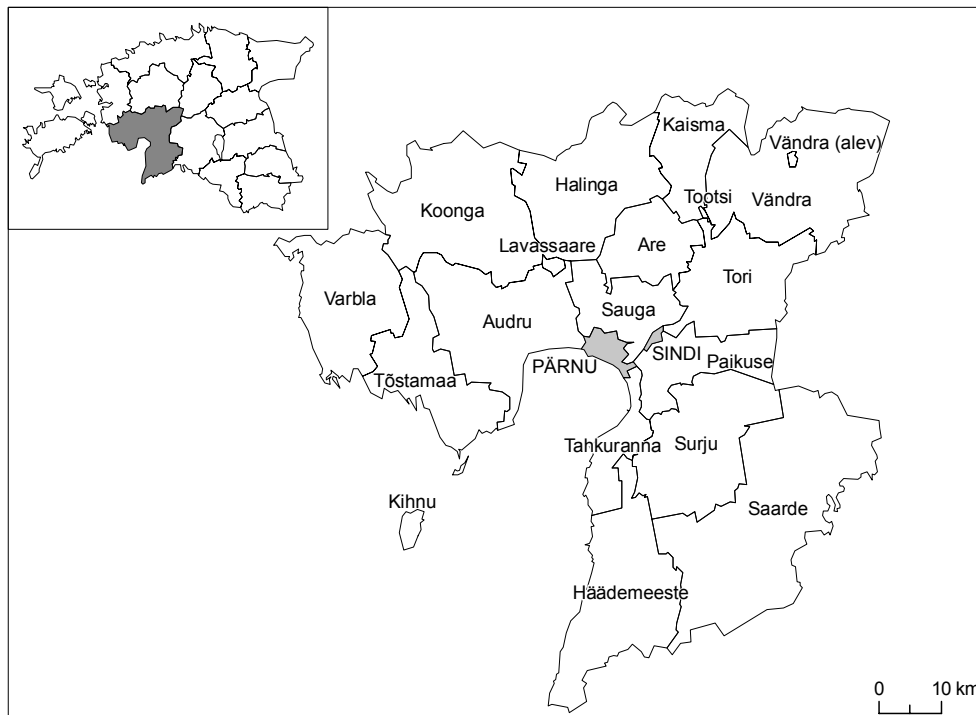 Kaisma
Vändra (alev)
Halinga
Tootsi
Vändra
Koonga
Lavassaare
Are
Tori
Varbla
Sauga
Audru
PÄRNU
SINDI
Paikuse
Tõstamaa
Tahkuranna
Surju
Kihnu
Saarde
Häädemeeste
0 10 km